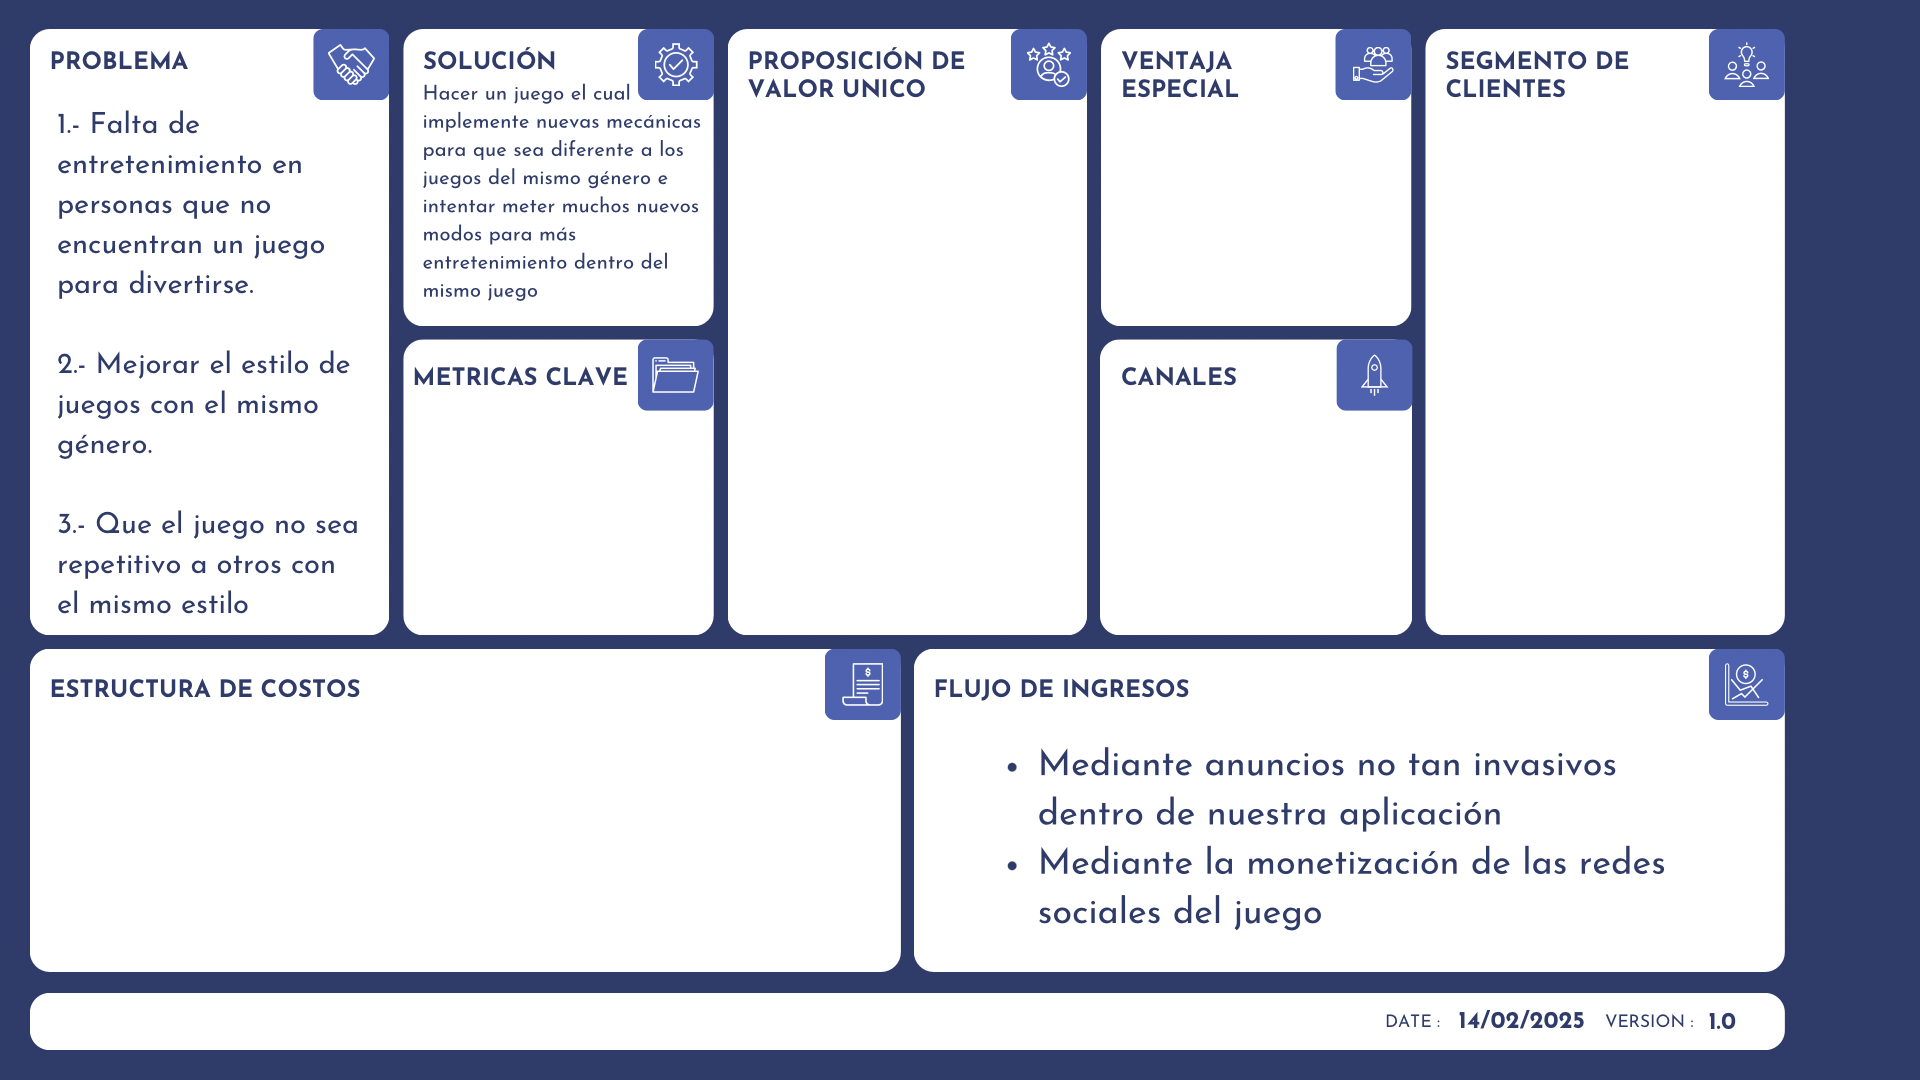 PROBLEMA
1.- Falta de
entretenimiento en
personas que no
encuentran un juego
para divertirse.
2.- Mejorar el estilo de
juegos con el mismo
género.
3.- Que el juego no sea
repetitivo a otros con
el mismo estilo
SOLUCIÓN
Hacer un juego el cual
implemente nuevas mecánicas
para que sea diferente a los
juegos del mismo género e
intentar meter muchos nuevos
modos para más
entretenimiento dentro del
mismo juego
METRICAS CLAVE
PROPOSICIÓN DE
VALOR UNICO
VENTAJA
ESPECIAL
CANALES
SEGMENTO DE
CLIENTES
ESTRUCTURA DE COSTOS
FLUJO DE INGRESOS
• Mediante anuncios no tan invasivos
dentro de nuestra aplicación
• Mediante la monetización de las redes
sociales del juego
DATE : 14/02/2025 VERSION : 1.0